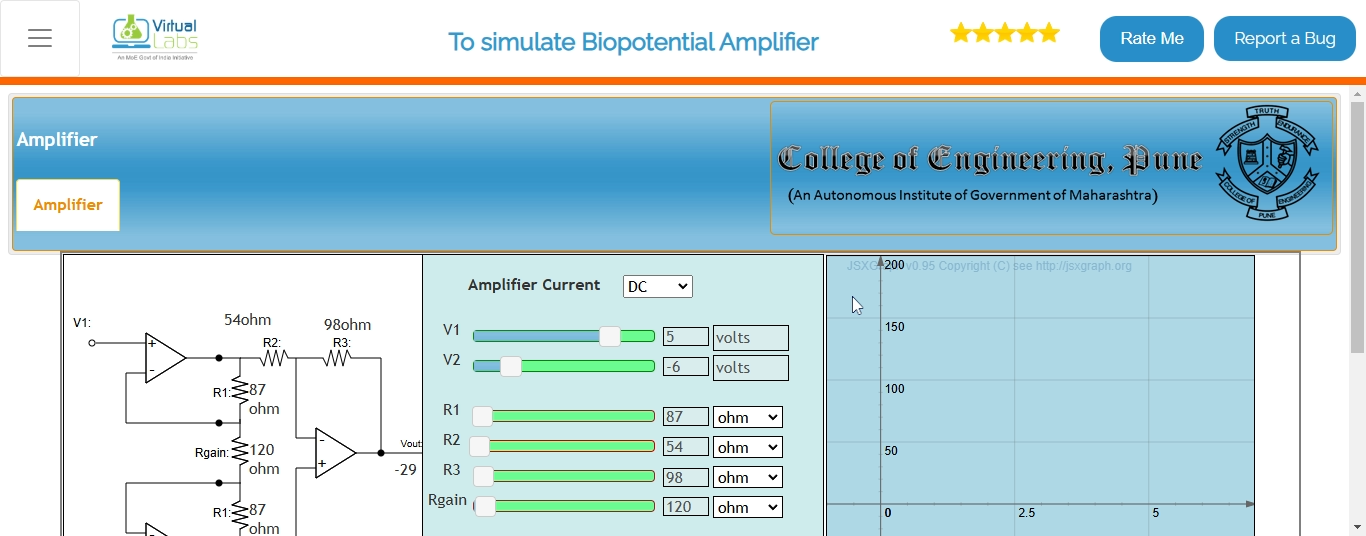 Virtual
Labs
An MoE Govt of India Initiative
To simulate Biopotential Amplifier
Rate Me
Report a Bug
Amplifier
Amplifier
College of Engineering, Pune
(An Autonomous Institute of Government of Maharashtra)
TRUTH
STRENGTH
ENDURANCE
COLLEGE OF
ENGINEERING
PUNE
V1:
54ohm
R2:
98ohm
R3:
+
-
R1:
87
ohm
Rgain:
120
ohm
-
+
Vout:
-29
R1:
87
ohm
+
Amplifier Current
DC
V1
5
volts
V2
-6
volts
R1
87
ohm
R2
54
ohm
R3
98
ohm
Rgain
120
ohm
v0.95 Copyright (C) see http://jsxgraph.org
200
150
100
50
0
2.5
5